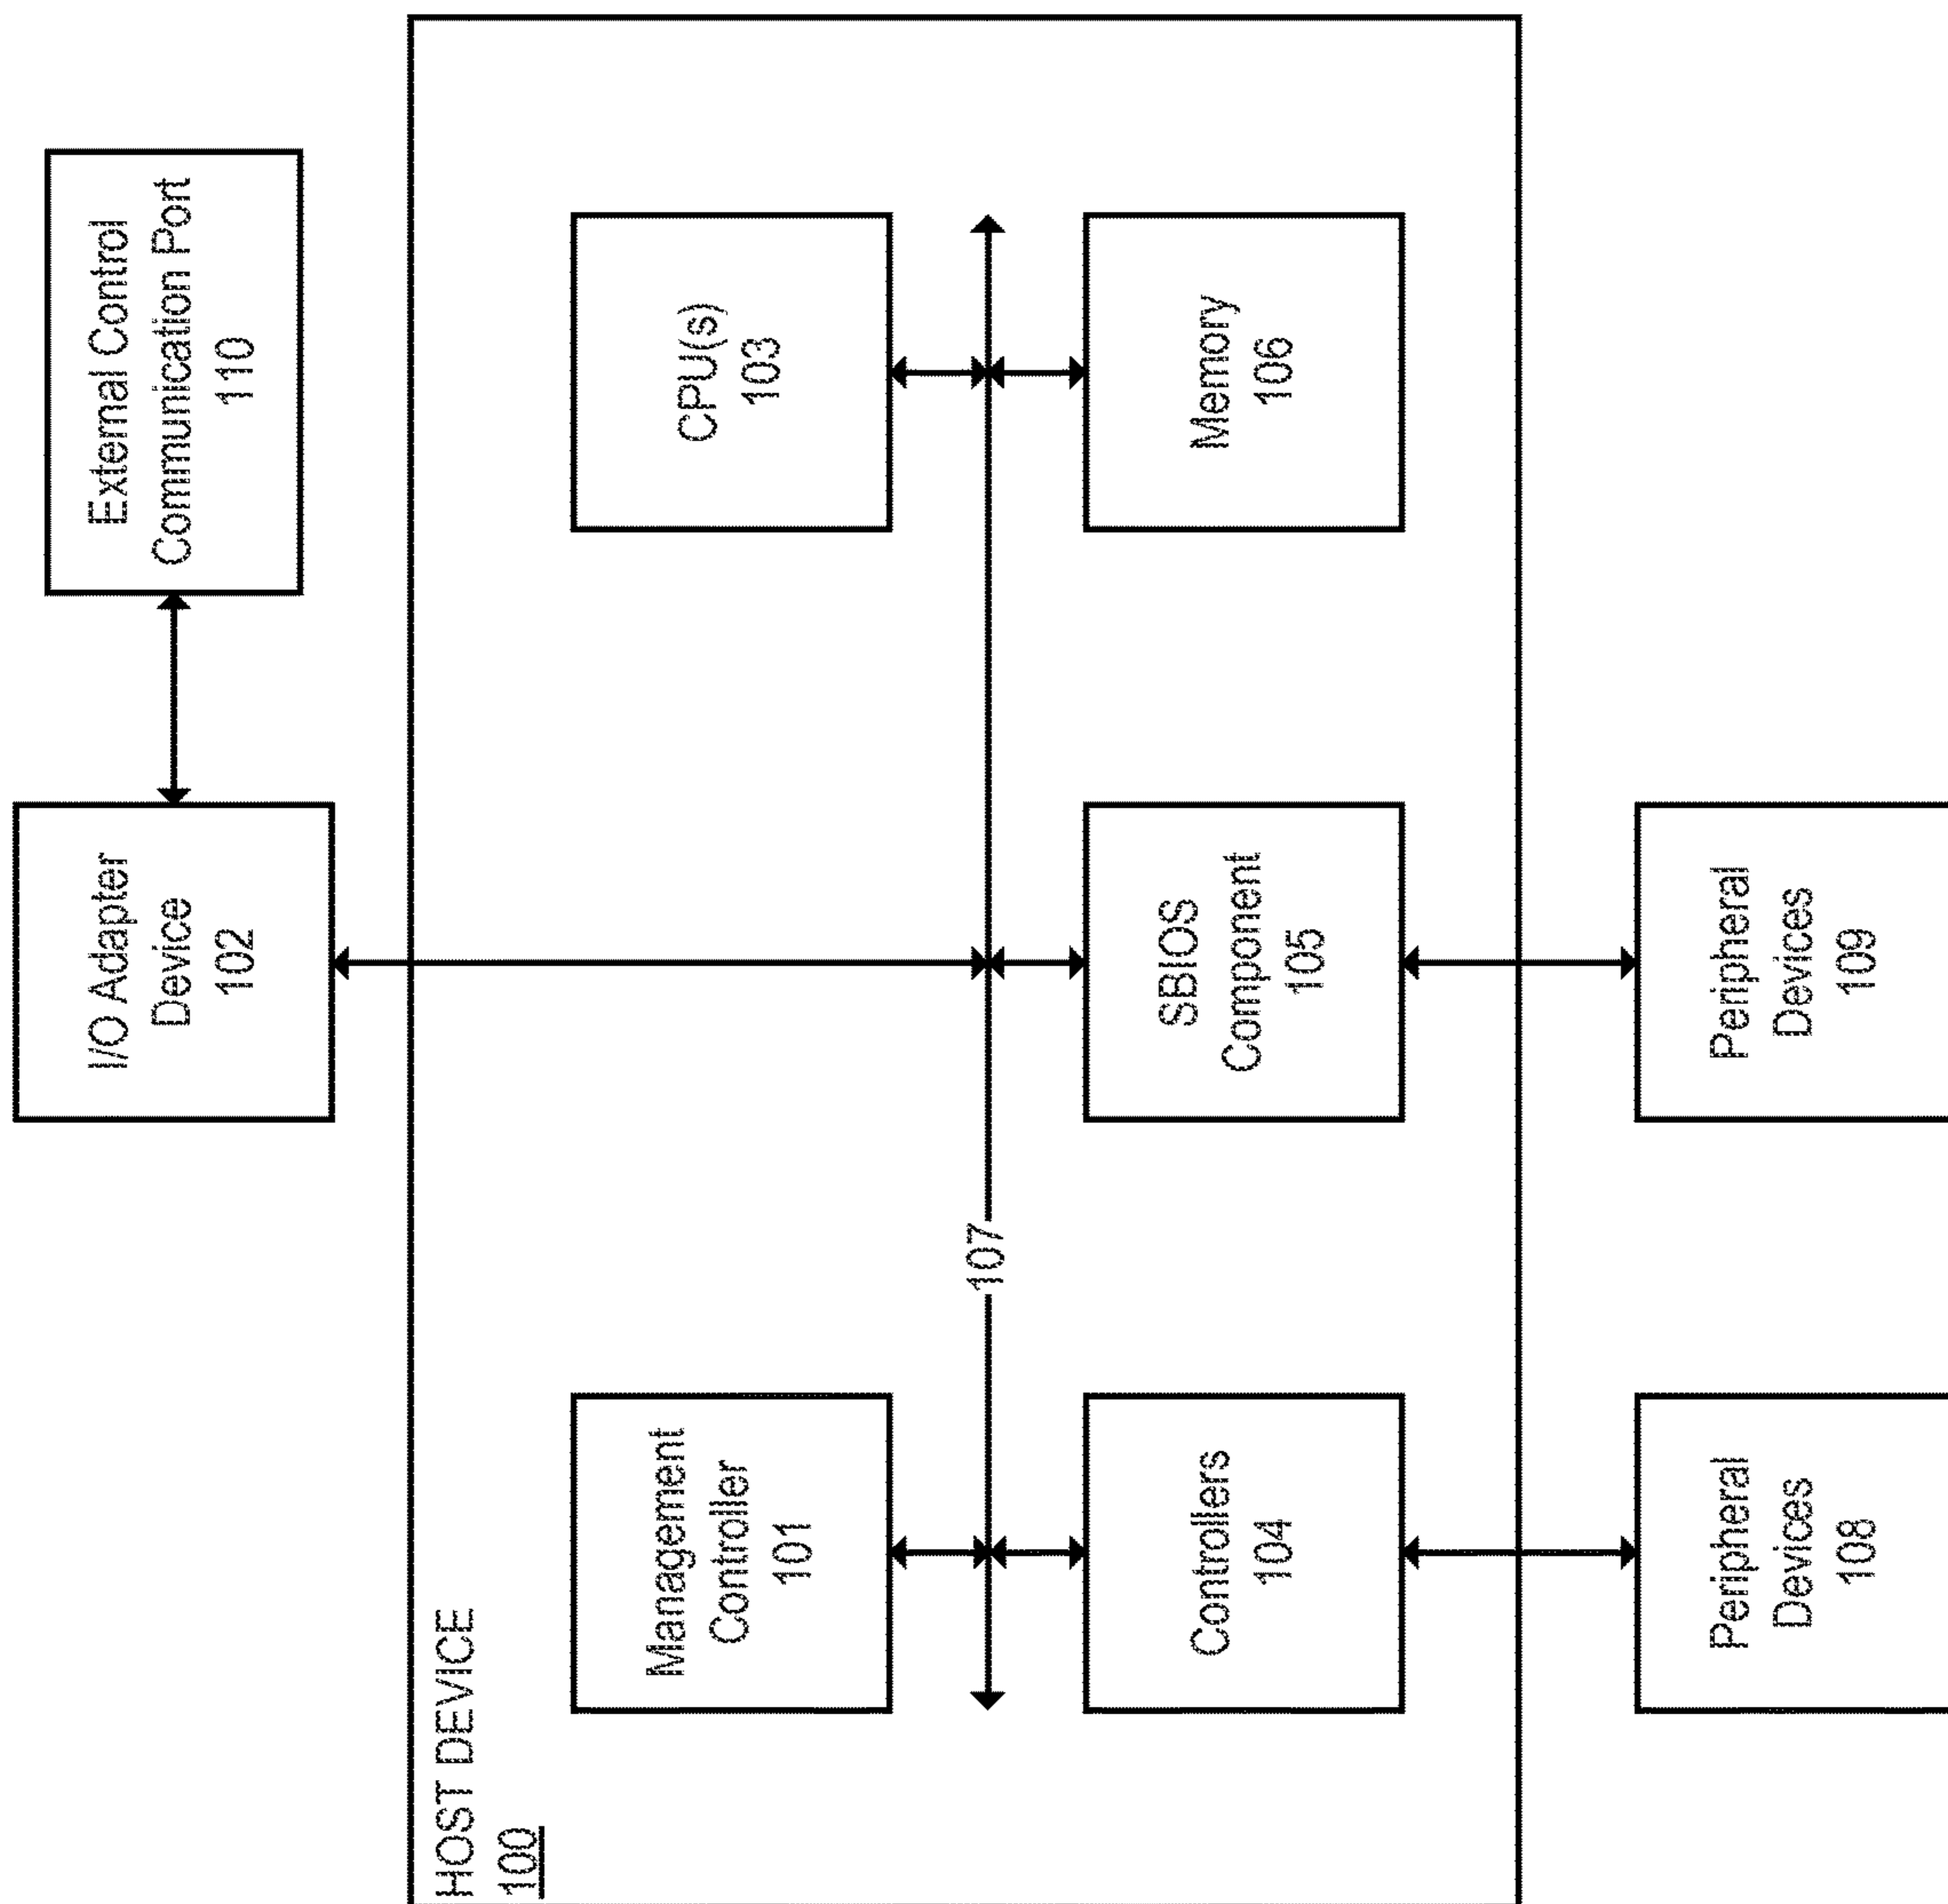 HOST DEVICE
100
I/O Adapter
Device
102
External Control
Communication Port
110
Management
Controller
101
CPU(s)
103
107
Controllers
104
SBIOS
Component
105
Memory
106
Peripheral
Devices
108
Peripheral
Devices
109